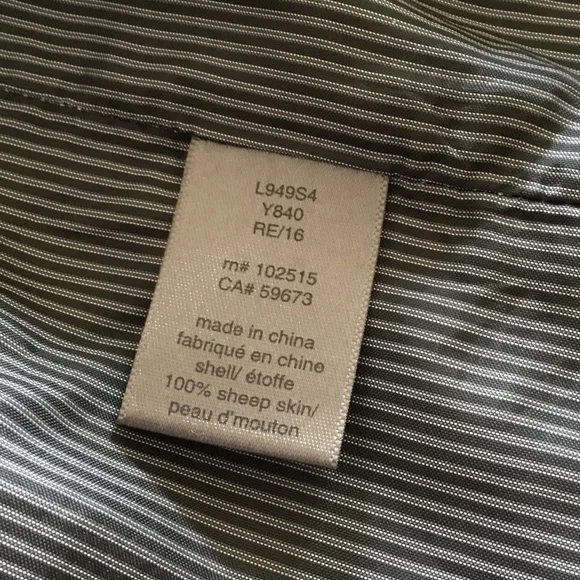 L949S4
Y840
RE/16
rn# 102515
CA# 59673
made in china
fabriqué en chine
shell/ étoffe
100% sheep skin/
peau d'mouton